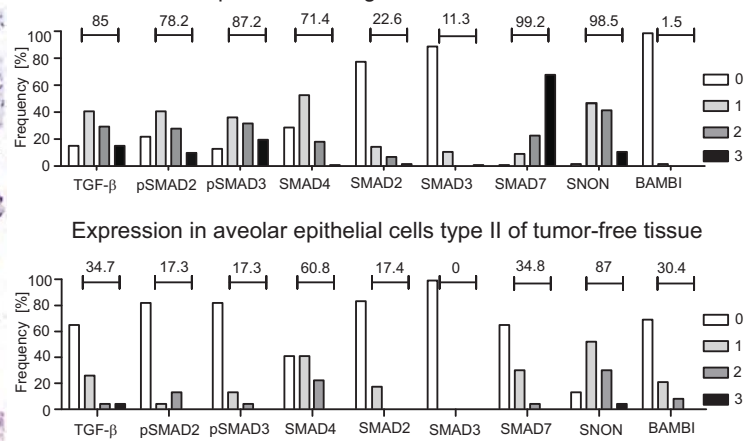 85 78.2 87.2 71.4 22.6 11.3 99.2 98.5 1.5
Frequency [%]
100
80
60
40
20
0
0
1
2
3
TGF-β pSMAD2 pSMAD3 SMAD4 SMAD2 SMAD3 SMAD7 SNON BAMBI
Expression in aveolar epithelial cells type II of tumor-free tissue
34.7 17.3 17.3 60.8 17.4 0 34.8 87 30.4
Frequency [%]
100
80
60
40
20
0
0
1
2
3
TGF-β pSMAD2 pSMAD3 SMAD4 SMAD2 SMAD3 SMAD7 SNON BAMBI